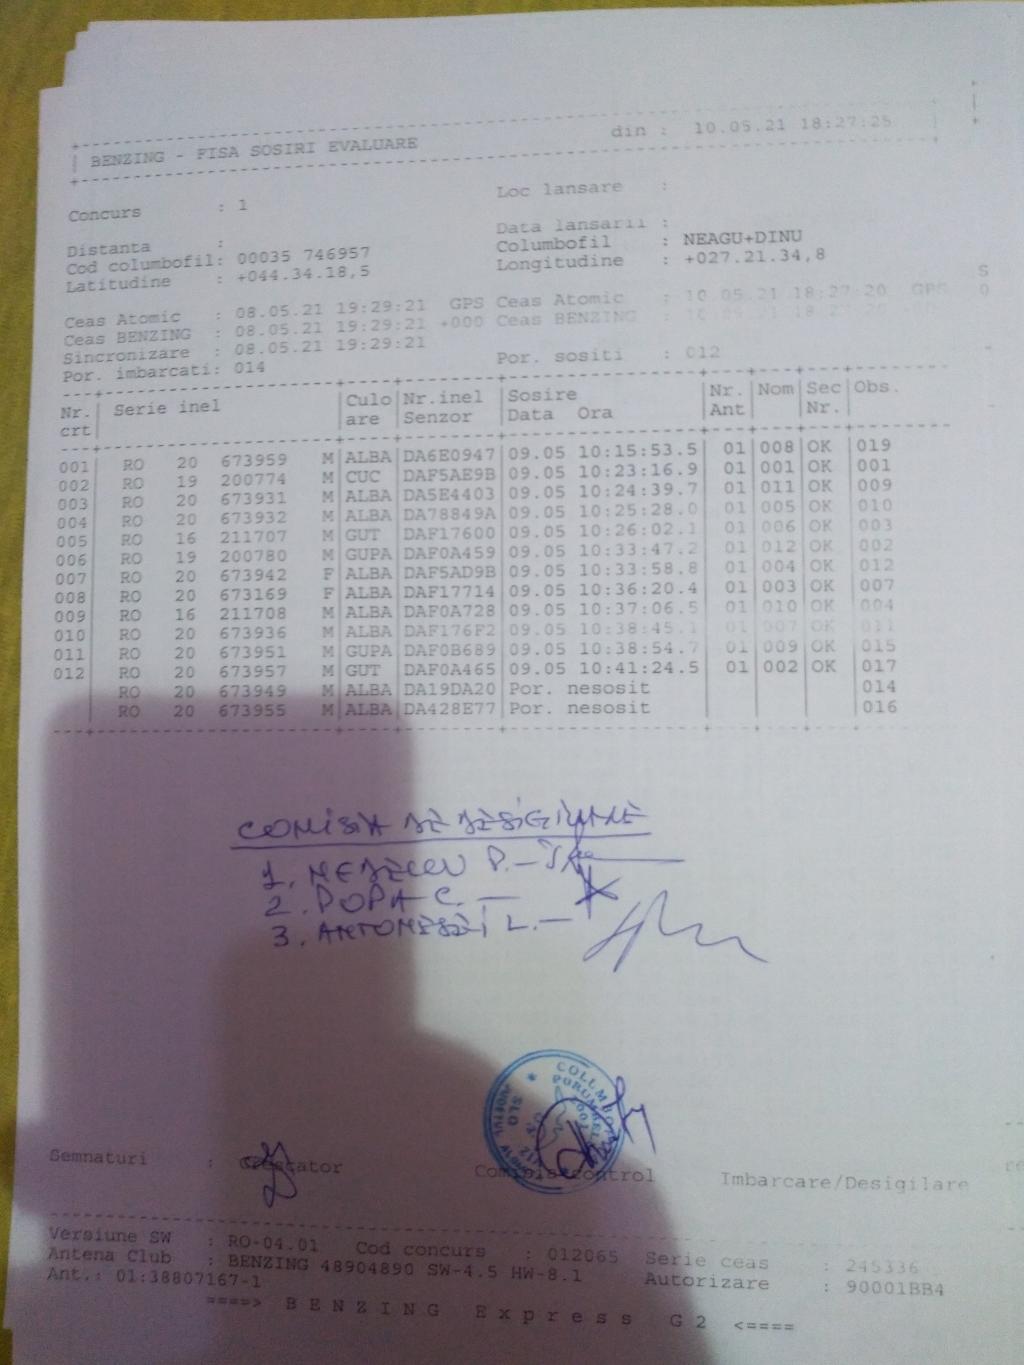 BENZING - FISA SOSIRI EVALUARE din : 10.05.21 18:27:25
Concurs : 1 Loc lansare :
Distanta : Data lansarii :
Cod columbofil: 00035 746957 Columbofil : NEAGU+DINU
Latitudine : +044.34.18,5 Longitudine : +027.21.34,8
Ceas Atomic : 08.05.21 19:29:21 GPS Ceas Atomic : 10.05.21 18:27:20 GPS
Ceas BENZING : 08.05.21 19:29:21 +000 Ceas BENZING :
Sincronizare : 08.05.21 19:29:21
Por. imbarcati: 014 Por. sositi : 012
Nr. crt Serie inel Culo are Nr.inel Senzor Sosire Data Ora Nr. Ant Nom Sec Nr. Obs.
001 RO 20 673959 M ALBA DA6E0947 09.05 10:15:53.5 01 008 OK 019
002 RO 19 200774 M CUC DAF5AE9B 09.05 10:23:16.9 01 001 OK 001
003 RO 20 673931 M ALBA DA5E4403 09.05 10:24:39.7 01 011 OK 009
004 RO 20 673932 M ALBA DA78849A 09.05 10:25:28.0 01 005 OK 010
005 RO 16 211707 M GUT DAF17600 09.05 10:26:02.1 01 006 OK 003
006 RO 19 200780 M GUPA DAF0A459 09.05 10:33:47.2 01 012 OK 002
007 RO 20 673942 F ALBA DAF5AD9B 09.05 10:33:58.8 01 004 OK 012
008 RO 20 673169 F ALBA DAF17714 09.05 10:36:20.4 01 003 OK 007
009 RO 16 211708 M ALBA DAF0A728 09.05 10:37:06.5 01 010 OK 004
010 RO 20 673936 M ALBA DAF176F2 09.05 10:38:45.1 01 007 OK 011
011 RO 20 673951 M GUPA DAF0B689 09.05 10:38:54.7 01 009 OK 015
012 RO 20 673957 M GUT DAF0A465 09.05 10:41:24.5 01 002 OK 017
RO 20 673949 M ALBA DA19DA20 Por. nesosit 014
RO 20 673955 M ALBA DA428E77 Por. nesosit 016
COMISIA DE DESIGILARE
1. P. -
2. POPA C. -
3. L. -
Semnaturi : Crescator control Imbarcare/Desigilare
Versiune SW : RO-04.01 Cod concurs : 012065 Serie ceas : 245336
Antena Club : BENZING 48904890 SW-4.5 HW-8.1 Autorizare : 90001BB4
Ant.: 01:38807167-1
====> BENZING Express G2 <====